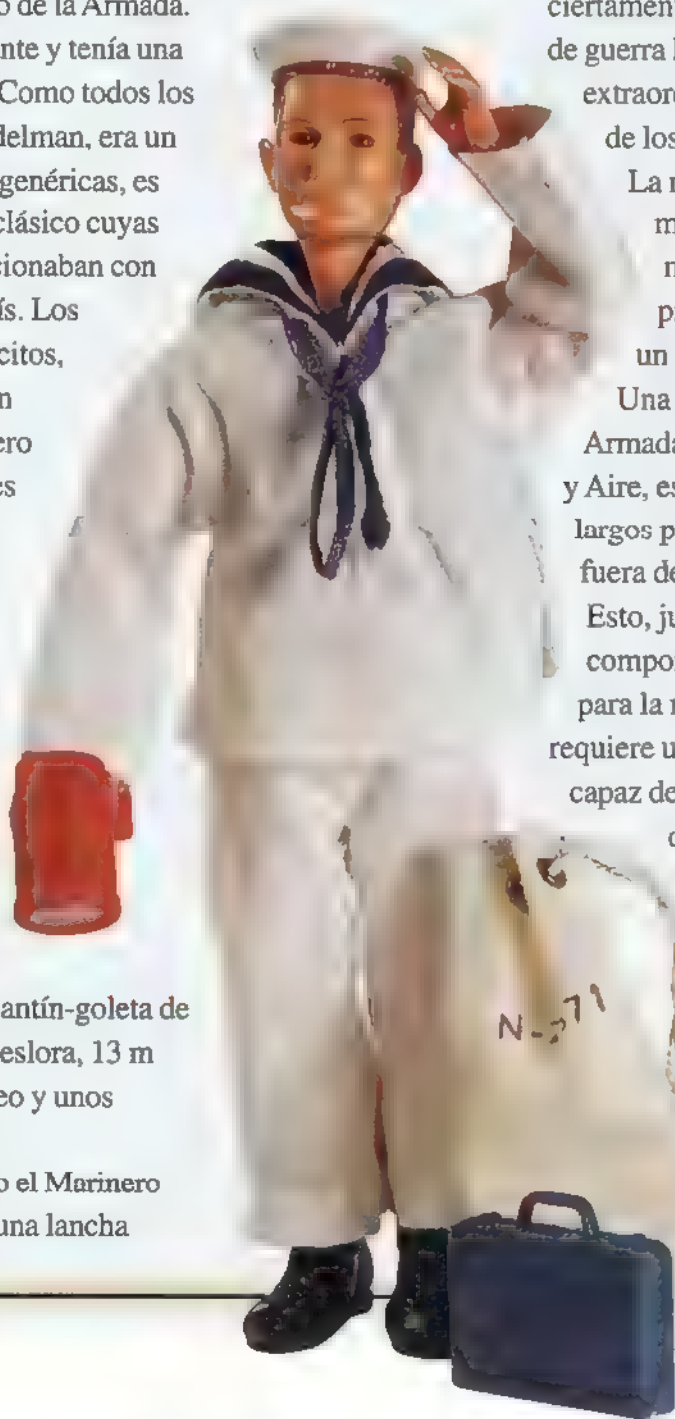 o de la Armada.
nte y tenía una
Como todos los
delman, era un
genéricas, es
clásico cuyas
cionaban con
ís. Los
citos,
n
ero
es
antín-goleta de
eslora, 13 m
eo y unos
o el Marinero
una lancha
ciertament
de guerra l
extraor
de los
La
m
n
p
un
Una
Armada
y Aire, es
largos p
fuera de
Esto, ju
compo
para la
requiere u
capaz de